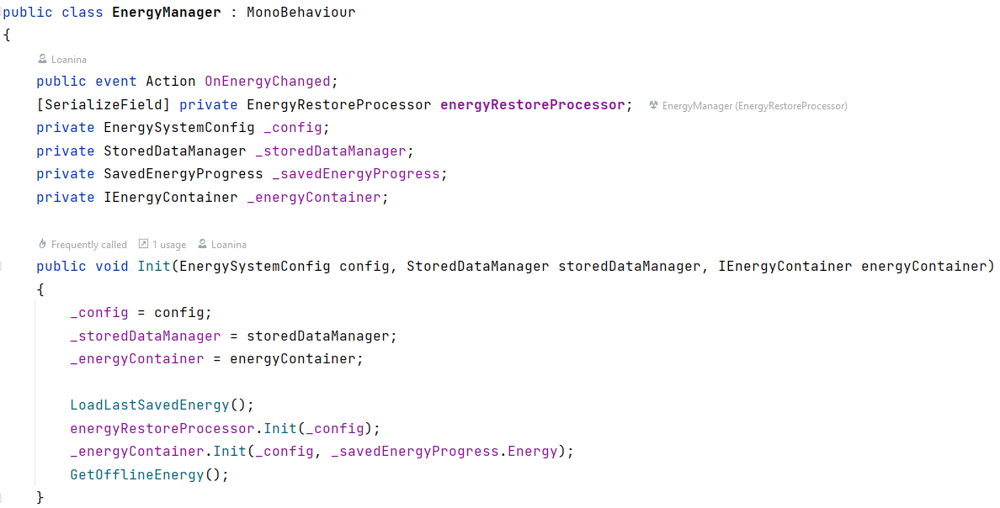 public class EnergyManager : MonoBehaviour
{
Loanina
public event Action OnEnergyChanged;
[SerializeField] private EnergyRestoreProcessor energyRestoreProcessor; EnergyManager (EnergyRestoreProcessor)
private EnergySystemConfig _config;
private StoredDataManager _storedDataManager;
private SavedEnergyProgress _savedEnergyProgress;
private IEnergyContainer _energyContainer;
Frequently called 1 usage Loanina
public void Init(EnergySystemConfig config, StoredDataManager storedDataManager, IEnergyContainer energyContainer)
{
_config = config;
_storedDataManager = storedDataManager;
_energyContainer = energyContainer;
LoadLastSavedEnergy();
energyRestoreProcessor.Init(_config);
_energyContainer.Init(_config, _savedEnergyProgress.Energy);
GetOfflineEnergy();
}